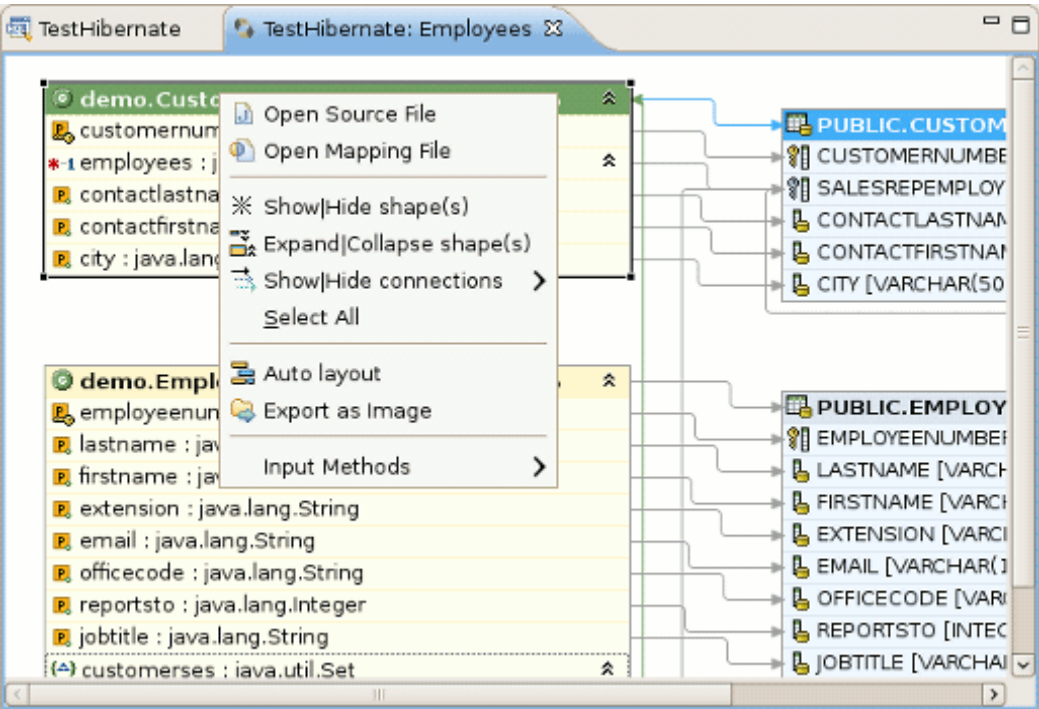 TestHibernate
TestHibernate: Employees
demo.Custo
customernum
*-1 employees : j
contactlastna
contactfirstna
city : java.lang
Open Source File
Open Mapping File
Show|Hide shape(s)
Expand|Collapse shape(s)
Show|Hide connections
Select All
Auto layout
Export as Image
Input Methods
PUBLIC.CUSTOM
CUSTOMERNUMBE
SALESREPEMPLOY
CONTACTLASTNAM
CONTACTFIRSTNAM
CITY [VARCHAR(50
demo.Empl
employeenun
lastname : jav
firstname : jav
extension : java.lang.String
email : java.lang.String
officecode : java.lang.String
reportsto : java.lang.Integer
jobtitle : java.lang.String
customerses : java.util.Set
PUBLIC.EMPLOY
EMPLOYEENUMBER
LASTNAME [VARCH
FIRSTNAME [VARCH
EXTENSION [VARCI
EMAIL [VARCHAR(1
OFFICECODE [VAR
REPORTSTO [INTEG
JOBTITLE [VARCHAI